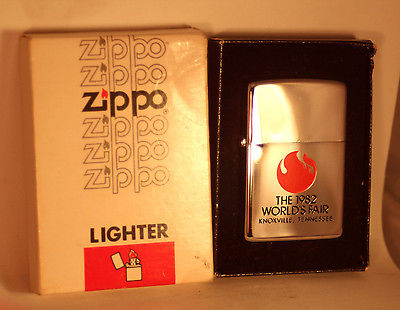 Zippo
Zippo
Zippo®
Zippo
Zippo
Zippo
LIGHTER
THE 1982
WORLD'S FAIR
KNOXVILLE, TENNESSEE